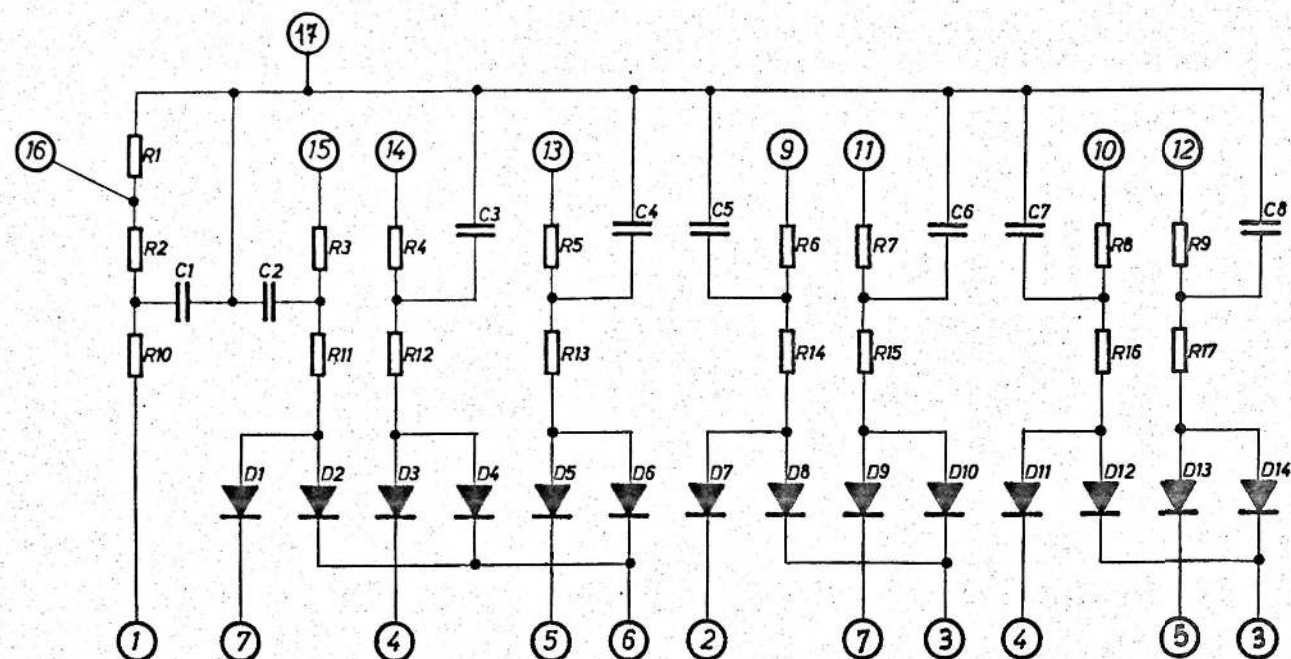 17
16 R1 15 14 13 9 11 10 12
C3 C4 C5 C6 C7 C8
R2 R3 R4 R5 R6 R7 R8 R9
C1 C2
R10 R11 R12 R13 R14 R15 R16 R17
D1 D2 D3 D4 D5 D6 D7 D8 D9 D10 D11 D12 D13 D14
1 7 4 5 6 2 7 3 4 5 3